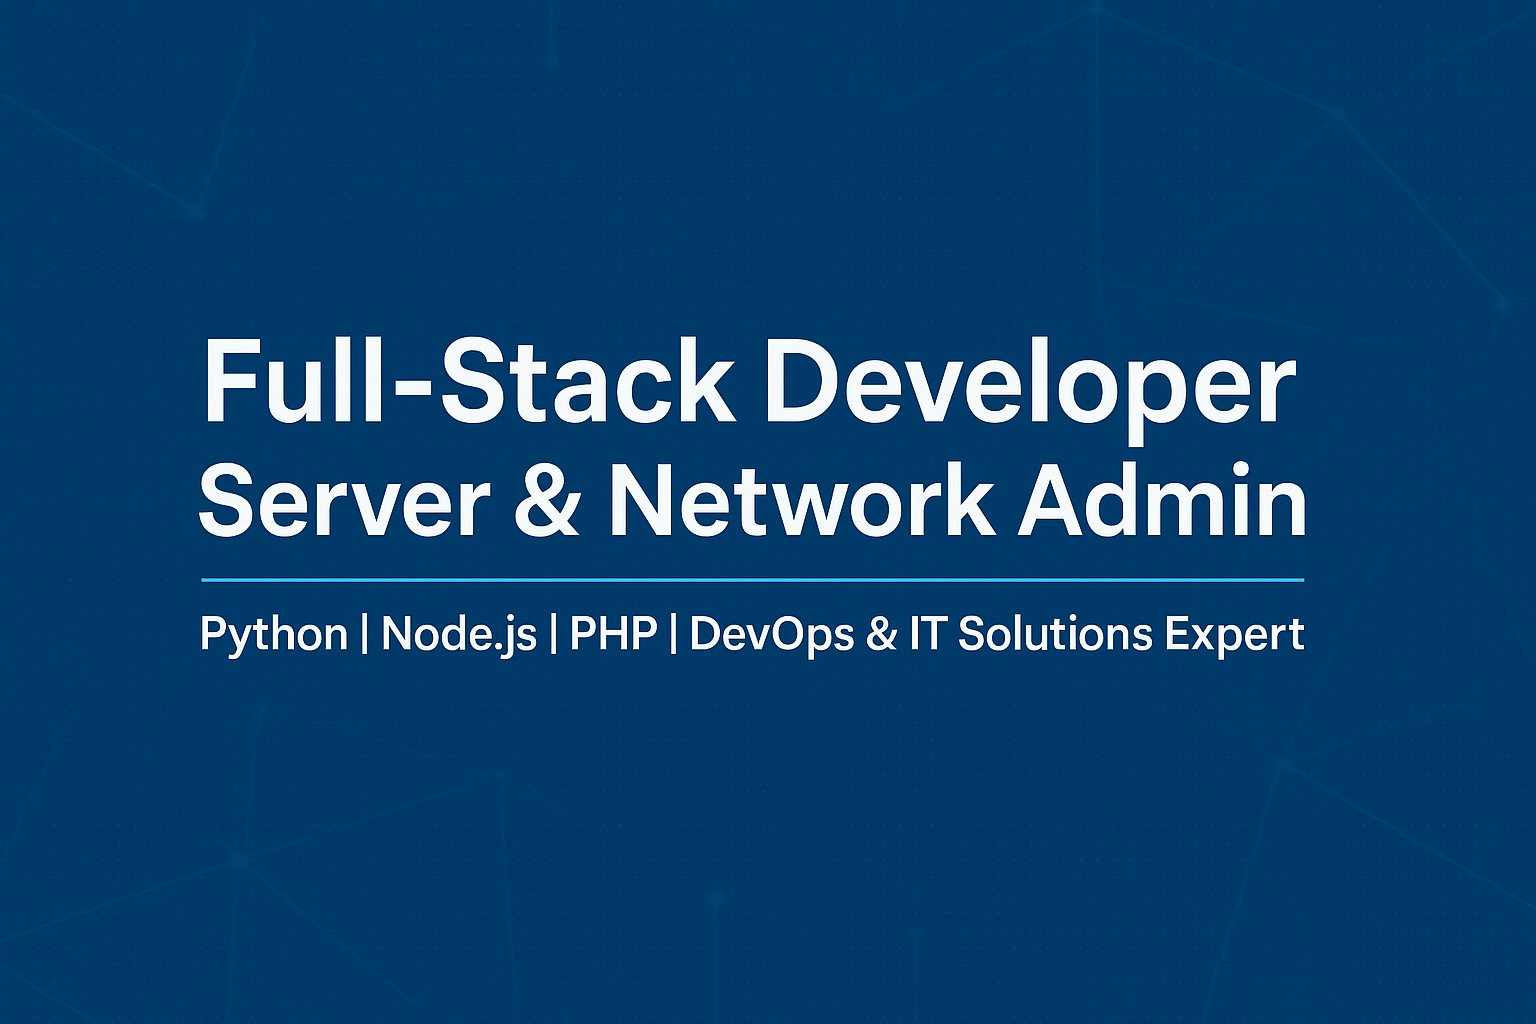 Full-Stack Developer
Server & Network Admin
Python | Node.js | PHP | DevOps & IT Solutions Expert